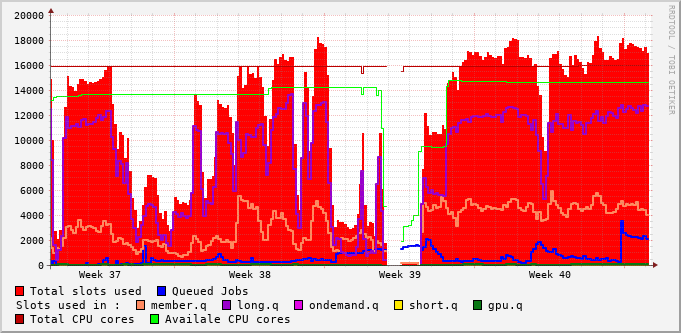 20000
18000
16000
14000
12000
10000
8000
6000
4000
2000
0
Week 37 Week 38 Week 39 Week 40
RRDTOOL / TOBI OETIKER
Total slots used Queued Jobs
Slots used in : member.q long.q ondemand.q short.q gpu.q
Total CPU cores Availale CPU cores